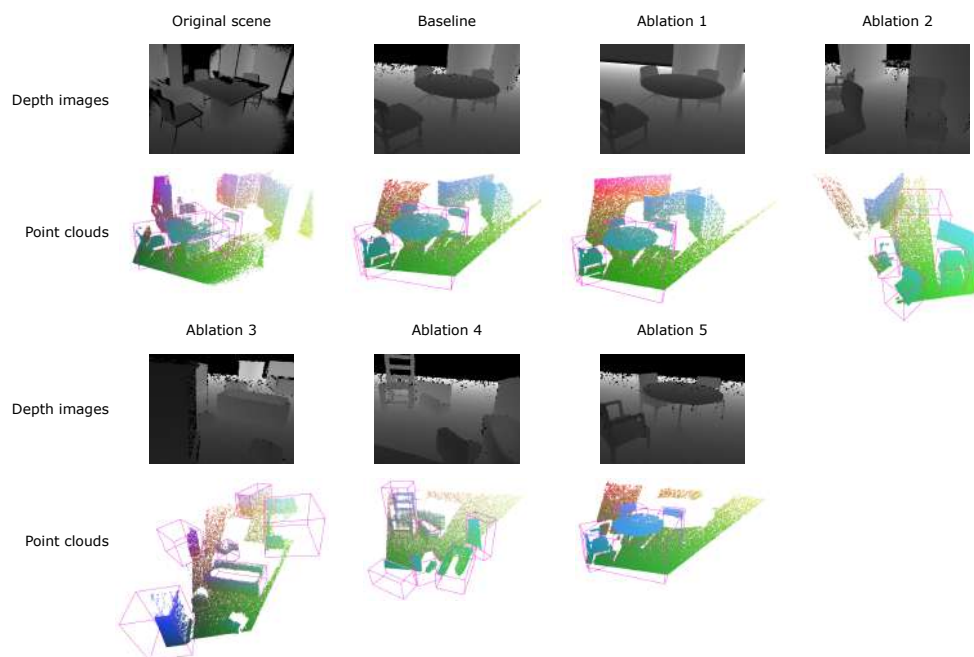 Original scene Baseline Ablation 1 Ablation 2
Depth images
Point clouds
Ablation 3 Ablation 4 Ablation 5
Depth images
Point clouds